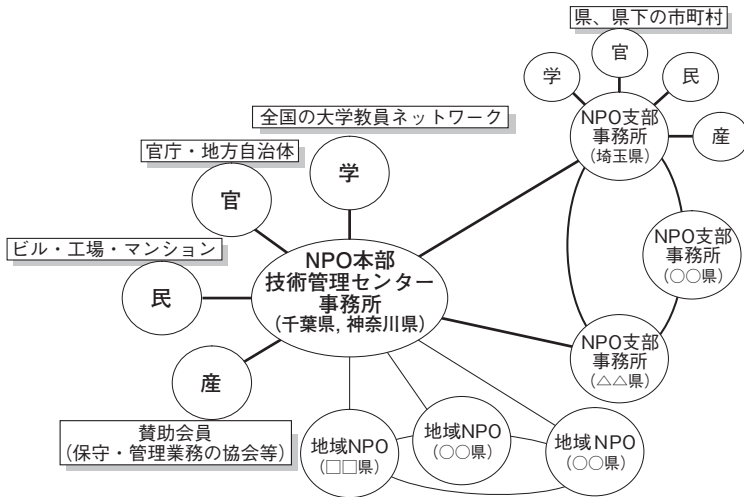 県、県下の市町村
官
学
民
全国の大学教員ネットワーク
NPO支部
事務所
(埼玉県)
産
官庁・地方自治体
学
官
ビル・工場・マンション
NPO本部
技術管理センター
事務所
(千葉県, 神奈川県)
NPO支部
事務所
(○○県)
民
産
NPO支部
事務所
(△△県)
賛助会員
(保守・管理業務の協会等)
地域NPO
(□□県)
地域NPO
(○○県)
地域NPO
(○○県)